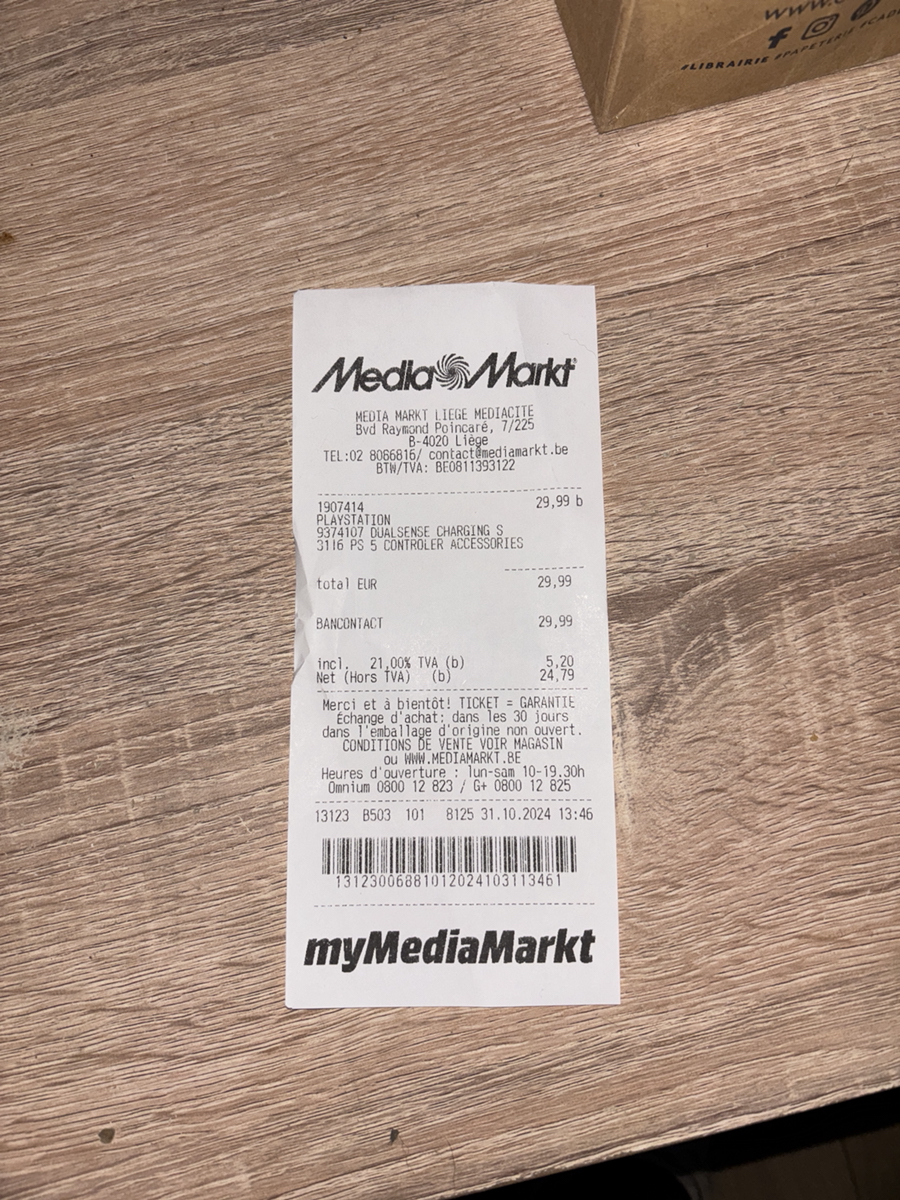 #LIBRAIRIE #PAPETERIE
Media Markt
MEDIA MARKT LIEGE MEDIACITE
Bvd Raymond Poincaré, 7/225
B-4020 Liège
TEL:02 8066816/ contact@mediamarkt.be
BTW/TVA: BE0811393122
1907414 29,99 b
PLAYSTATION
9374107 DUALSENSE CHARGING S
3116 PS 5 CONTROLER ACCESSORIES
total EUR 29,99
BANCONTACT 29,99
incl. 21,00% TVA (b) 5,20
Net (Hors TVA) (b) 24,79
Merci et à bientôt! TICKET = GARANTIE
Échange d'achat: dans les 30 jours
dans l'emballage d'origine non ouvert.
CONDITIONS DE VENTE VOIR MAGASIN
ou WWW.MEDIAMARKT.BE
Heures d'ouverture : lun-sam 10-19.30h
Omnium 0800 12 823 / G+ 0800 12 825
13123 B503 101 8125 31.10.2024 13:46
1312300688101202410311346​1
myMediaMarkt